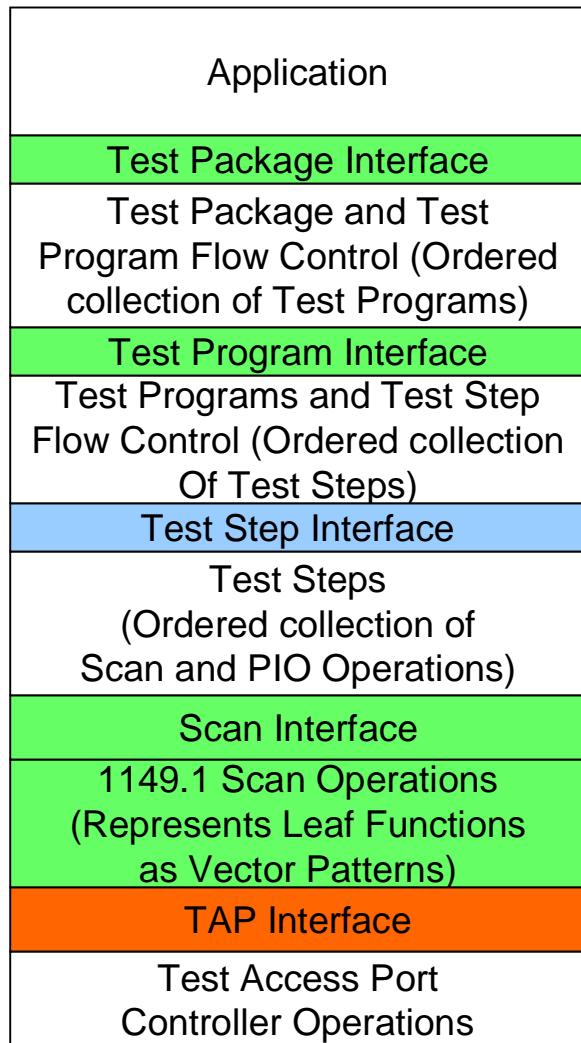 Application
Test Package Interface
Test Package and Test
Program Flow Control (Ordered
collection of Test Programs)
Test Program Interface
Test Programs and Test Step
Flow Control (Ordered collection
Of Test Steps)
Test Step Interface
Test Steps
(Ordered collection of
Scan and PIO Operations)
Scan Interface
1149.1 Scan Operations
(Represents Leaf Functions
as Vector Patterns)
TAP Interface
Test Access Port
Controller Operations